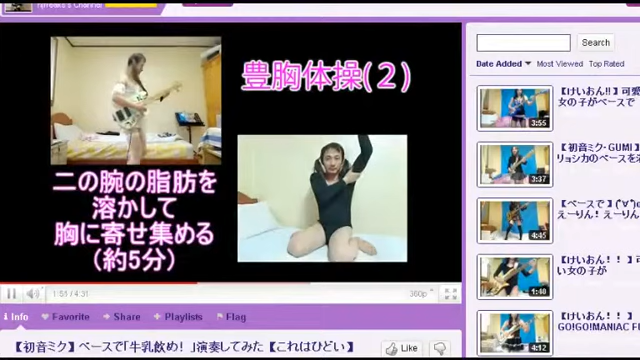 Search
Date Added
Most Viewed
Top Rated
豊胸体操(2)
二の腕の脂肪を
溶かして
胸に寄せ集める
(約5分)
【けいおん!!】可愛
女の子がベースで
3:55
【初音ミク・GUMI】
リョシカのベースを
3:37
【ベースで】(*´∀`)e
えーりん!えーり
4:45
【けいおん!!】可
い女の子が
1:40
【けいおん!!】
GO!GO!MANIAC F
4:12
1:51 / 4:31
360p
Info
Favorite
Share
Playlists
Flag
【初音ミク】ベースで「牛乳飲め!」演奏してみた【これはひどい】
Like